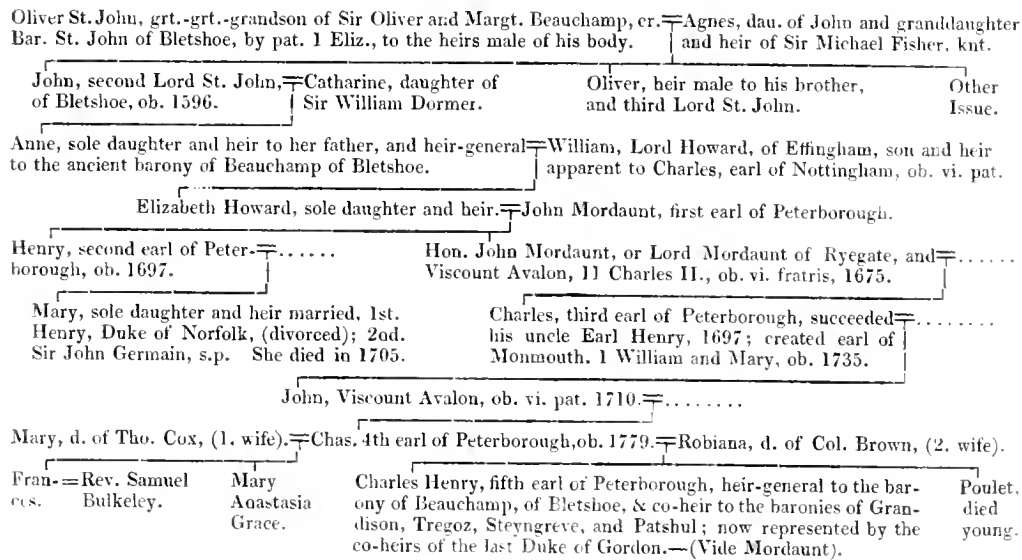 Oliver St. John, grt.-grt.-grandson of Sir Oliver and Margt. Beauchamp, cr.
Bar. St. John of Bletshoe, by pat. 1 Eliz., to the heirs male of his body.
Agnes, dau. of John and granddaughter
and heir of Sir Michael Fisher, knt.
John, second Lord St. John,
of Bletshoe, ob. 1596.
Catharine, daughter of
Sir William Dormer.
Oliver, heir male to his brother,
and third Lord St. John.
Other
Issue.
Anne, sole daughter and heir to her father, and heir-general
to the ancient barony of Beauchamp of Bletshoe.
William, Lord Howard, of Effingham, son and heir
apparent to Charles, earl of Nottingham, ob. vi. pat.
Elizabeth Howard, sole daughter and heir.
John Mordaunt, first earl of Peterborough.
Henry, second earl of Peter-
borough, ob. 1697.
. . . . . .
Hon. John Mordaunt, or Lord Mordaunt of Ryegate, and
Viscount Avalon, 11 Charles II., ob. vi. fratris, 1675.
. . . . . .
Mary, sole daughter and heir married, 1st.
Henry, Duke of Norfolk, (divorced); 2nd.
Sir John Germain, s.p. She died in 1705.
Charles, third earl of Peterborough, succeeded
his uncle Earl Henry, 1697; created earl of
Monmouth. 1 William and Mary, ob. 1735.
. . . . . . . .
John, Viscount Avalon, ob. vi. pat. 1710.
. . . . . . . .
Mary, d. of Tho. Cox, (1. wife).
Chas. 4th earl of Peterborough, ob. 1779.
Robiana, d. of Col. Brown, (2. wife).
Fran-
ces.
=Rev. Samuel
Bulkeley.
Mary
Anastasia
Grace.
Charles Henry, fifth earl of Peterborough, heir-general to the bar-
ony of Beauchamp, of Bletshoe, & co-heir to the baronies of Gran-
dison, Tregoz, Steyngreve, and Patshul; now represented by the
co-heirs of the last Duke of Gordon.—(Vide Mordaunt).
Poulet,
died
young.